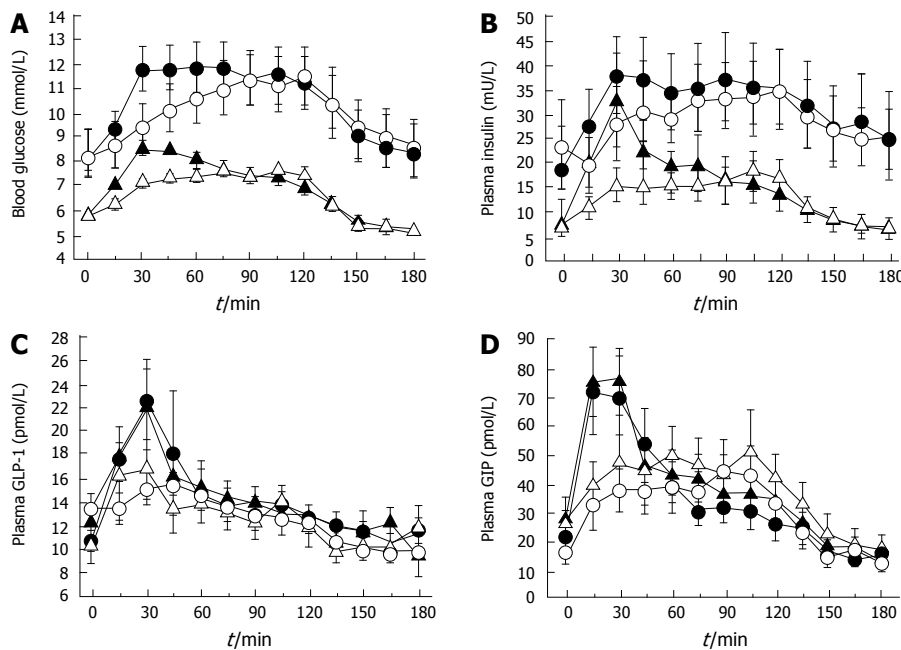 A
Blood glucose (mmol/L)
14
13
12
11
10
9
8
7
6
5
4
0 30 60 90 120 150 180
t/min
B
Plasma insulin (mU/L)
50
45
40
35
30
25
20
15
10
5
0
0 30 60 90 120 150 180
t/min
C
Plasma GLP-1 (pmol/L)
28
26
24
22
20
18
16
14
12
10
8
6
0 30 60 90 120 150 180
t/min
D
Plasma GIP (pmol/L)
90
80
70
60
50
40
30
20
10
0
0 30 60 90 120 150 180
t/min